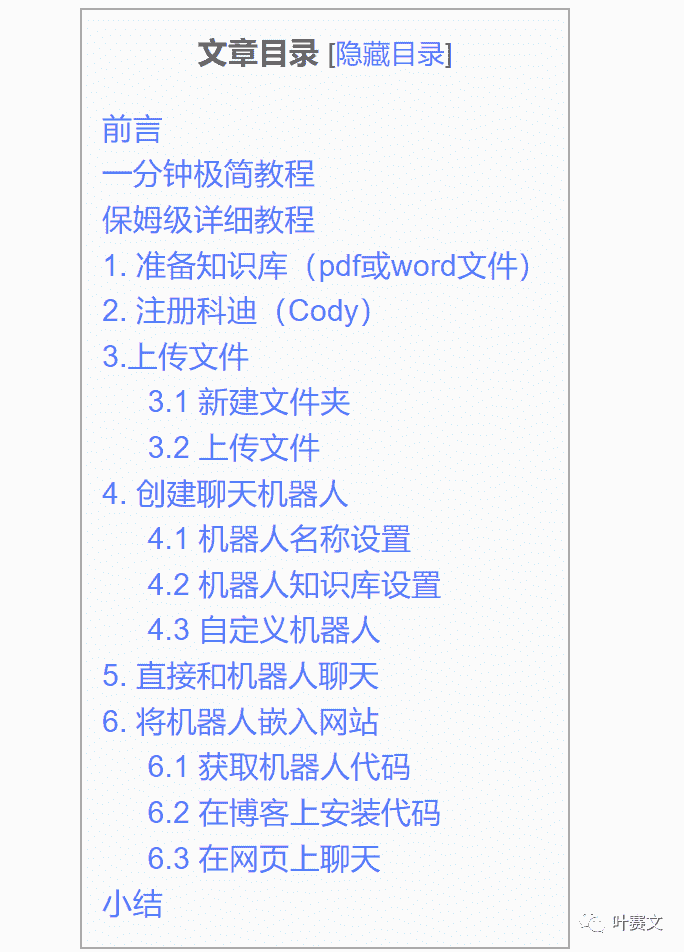 文章目录 [隐藏目录]
前言
一分钟极简教程
保姆级详细教程
1. 准备知识库（pdf或word文件）
2. 注册科迪（Cody）
3.上传文件
3.1 新建文件夹
3.2 上传文件
4. 创建聊天机器人
4.1 机器人名称设置
4.2 机器人知识库设置
4.3 自定义机器人
5. 直接和机器人聊天
6. 将机器人嵌入网站
6.1 获取机器人代码
6.2 在博客上安装代码
6.3 在网页上聊天
小结
叶赛文